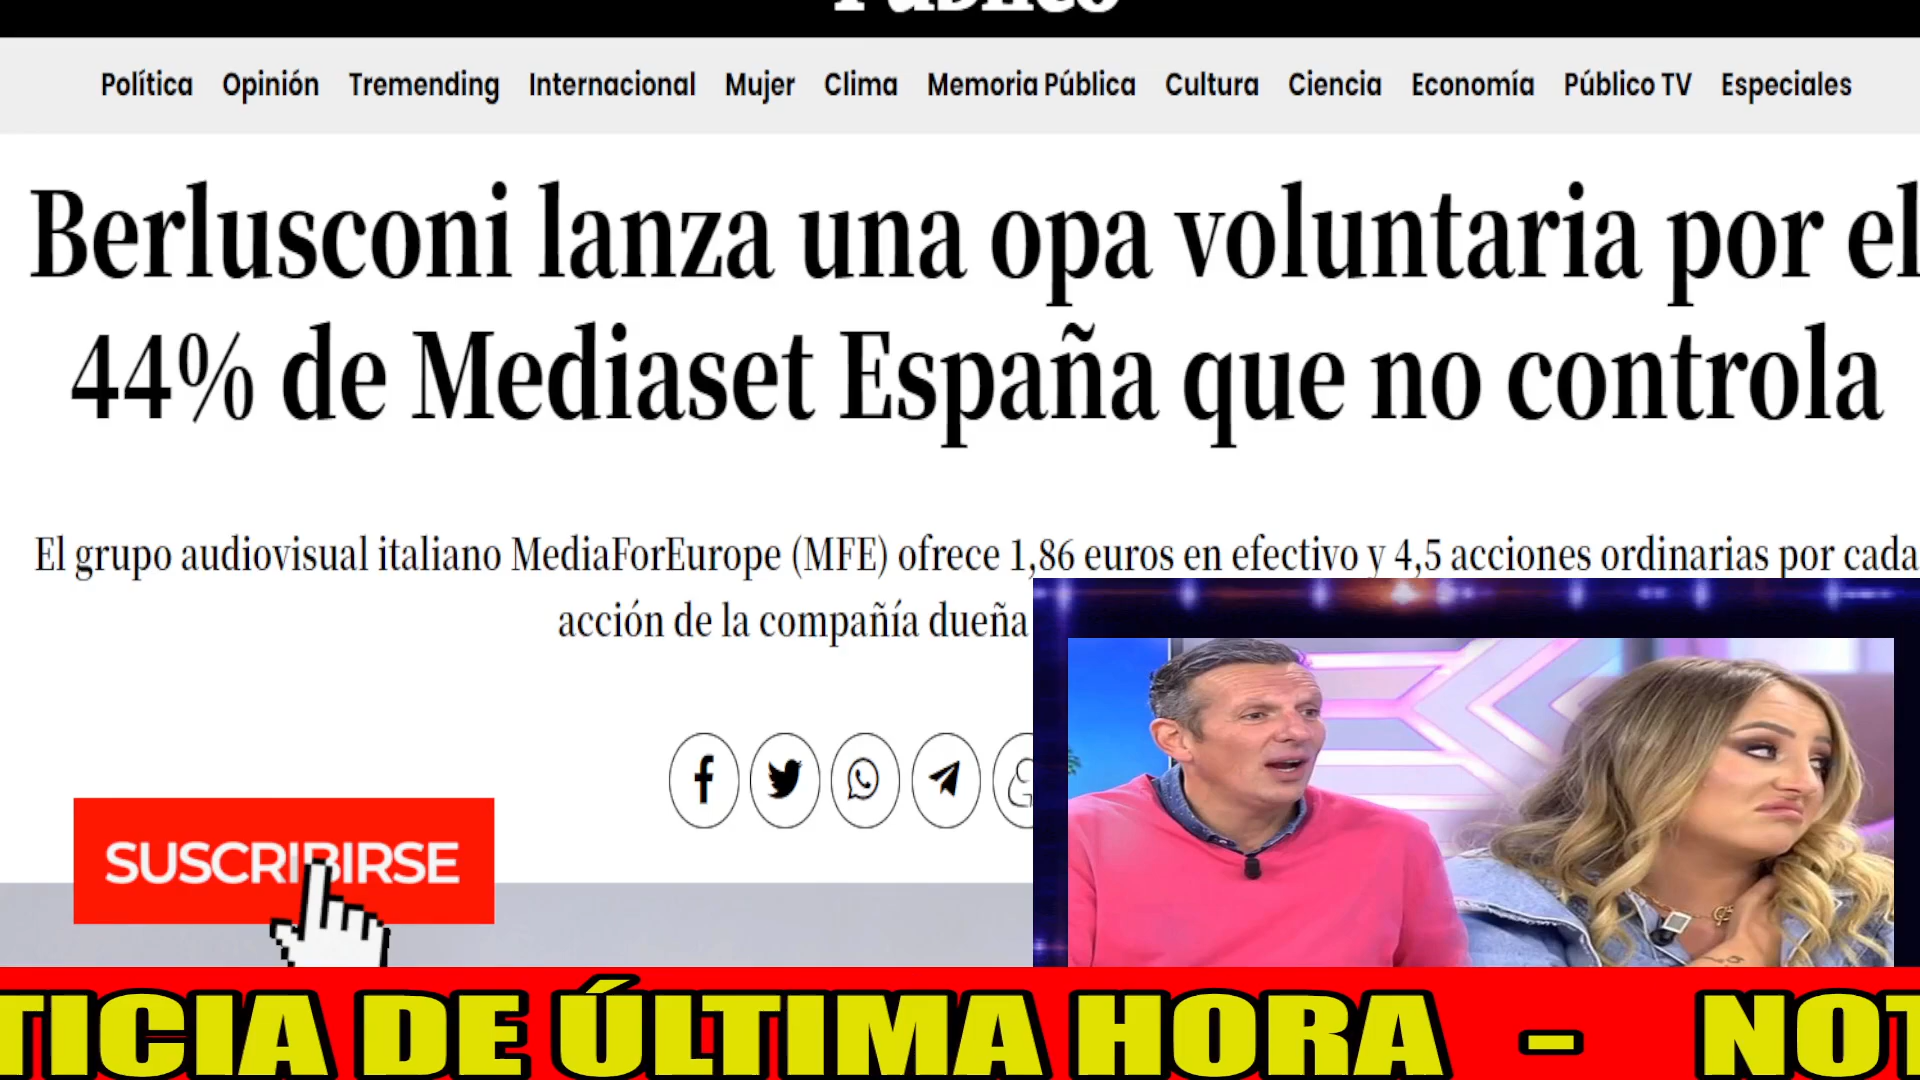 Público
Política Opinión Tremending Internacional Mujer Clima Memoria Pública Cultura Ciencia Economía Público TV Especiales
Berlusconi lanza una opa voluntaria por el
44% de Mediaset España que no controla
El grupo audiovisual italiano MediaForEurope (MFE) ofrece 1,86 euros en efectivo y 4,5 acciones ordinarias por cada
acción de la compañía dueña
SUSCRIBIRSE
TICIA DE ÚLTIMA HORA - NOT